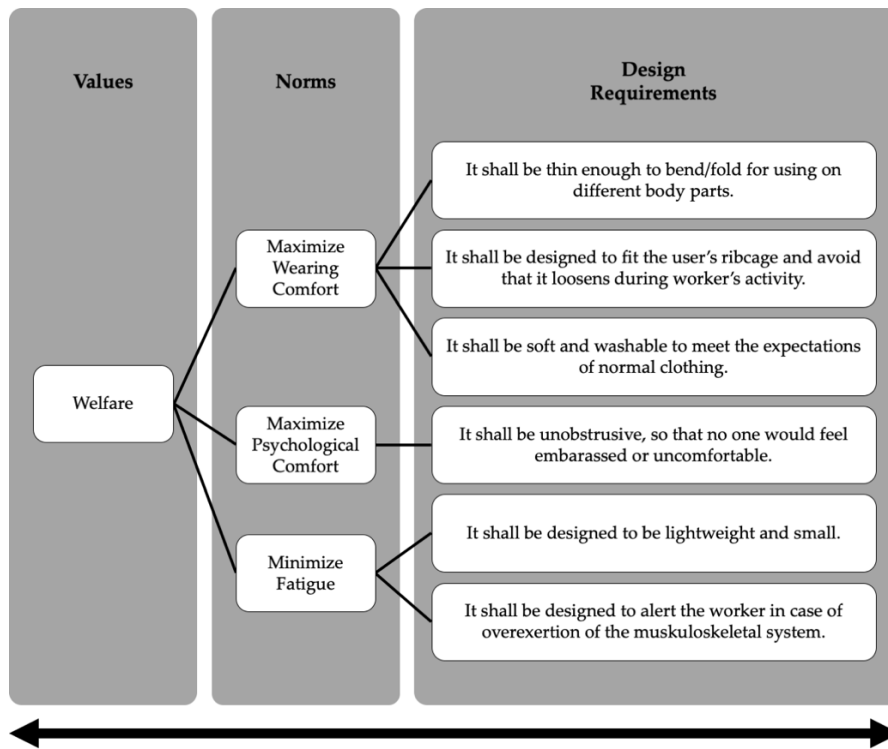 Values
Norms
Design
Requirements
It shall be thin enough to bend/fold for using on
different body parts.
Maximize
Wearing
Comfort
It shall be designed to fit the user's ribcage and avoid
that it loosens during worker's activity.
It shall be soft and washable to meet the expectations
of normal clothing.
Welfare
Maximize
Psychological
Comfort
It shall be unobstrusive, so that no one would feel
embarassed or uncomfortable.
Minimize
Fatigue
It shall be designed to be lightweight and small.
It shall be designed to alert the worker in case of
overexertion of the muskuloskeletal system.